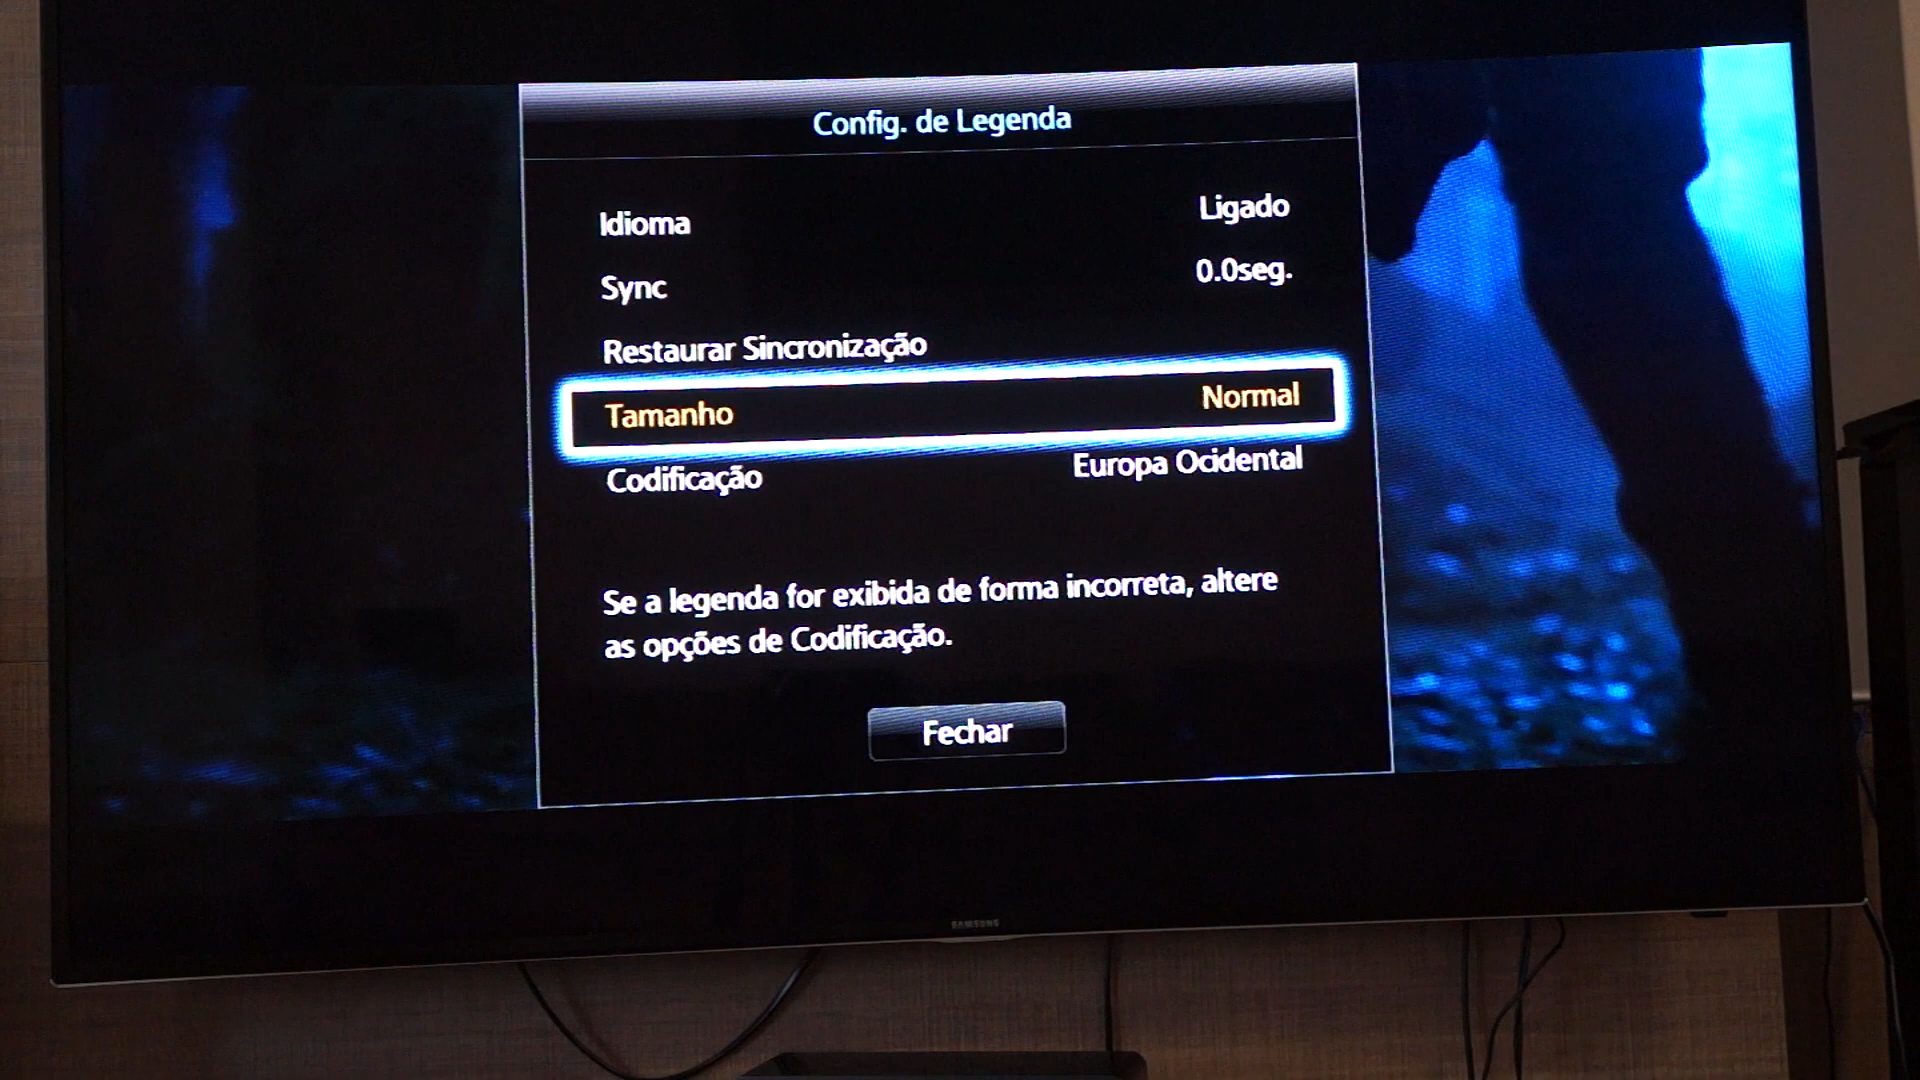 Config. de Legenda
Idioma Ligado
Sync 0.0seg.
Restaurar Sincronização
Tamanho Normal
Codificação Europa Ocidental
Se a legenda for exibida de forma incorreta, altere
as opções de Codificação.
Fechar
SAMSUNG